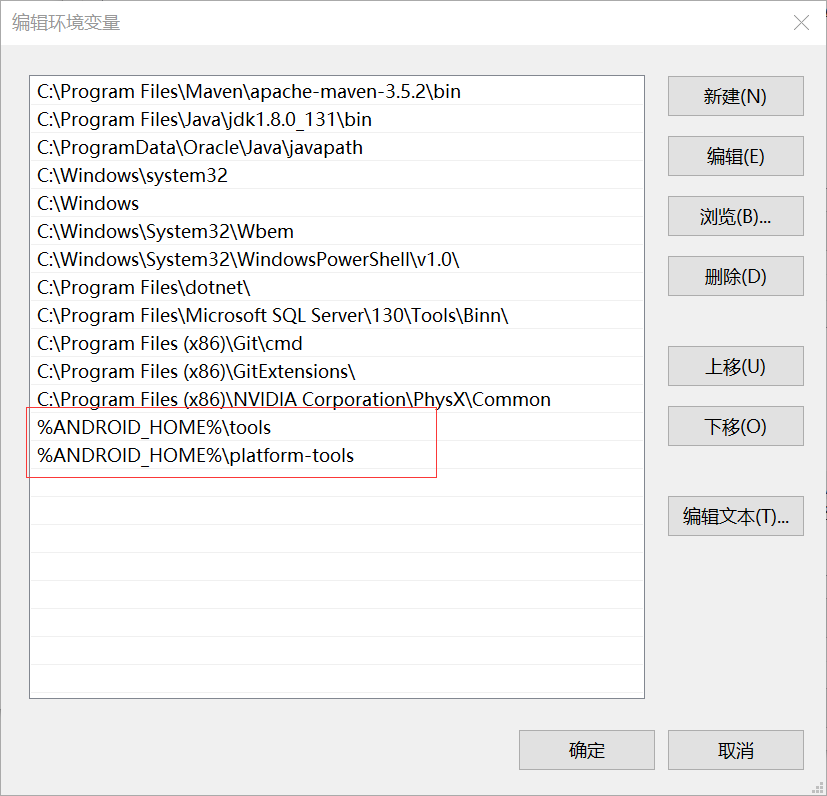 编辑环境变量
C:\Program Files\Maven\apache-maven-3.5.2\bin
C:\Program Files\Java\jdk1.8.0_131\bin
C:\ProgramData\Oracle\Java\javapath
C:\Windows\system32
C:\Windows
C:\Windows\System32\Wbem
C:\Windows\System32\WindowsPowerShell\v1.0\
C:\Program Files\dotnet\
C:\Program Files\Microsoft SQL Server\130\Tools\Binn\
C:\Program Files (x86)\Git\cmd
C:\Program Files (x86)\GitExtensions\
C:\Program Files (x86)\NVIDIA Corporation\PhysX\Common
%ANDROID_HOME%\tools
%ANDROID_HOME%\platform-tools
新建(N)
编辑(E)
浏览(B)...
删除(D)
上移(U)
下移(O)
编辑文本(T)...
确定
取消